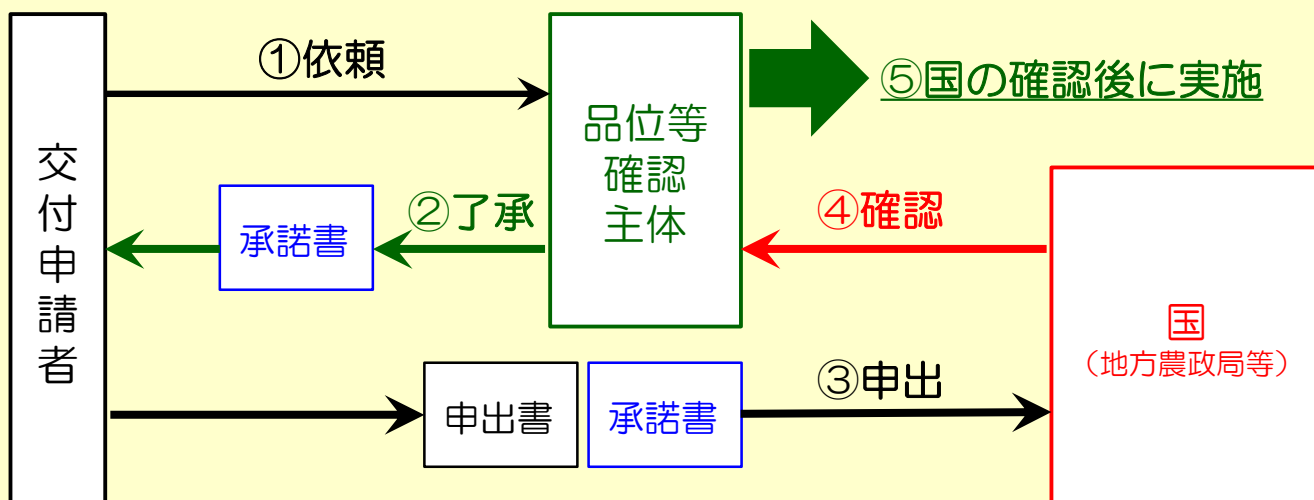 ①依頼
⑤国の確認後に実施
交付申請者
品位等
確認
主体
②了承
承諾書
④確認
国
（地方農政局等）
③申出
申出書
承諾書